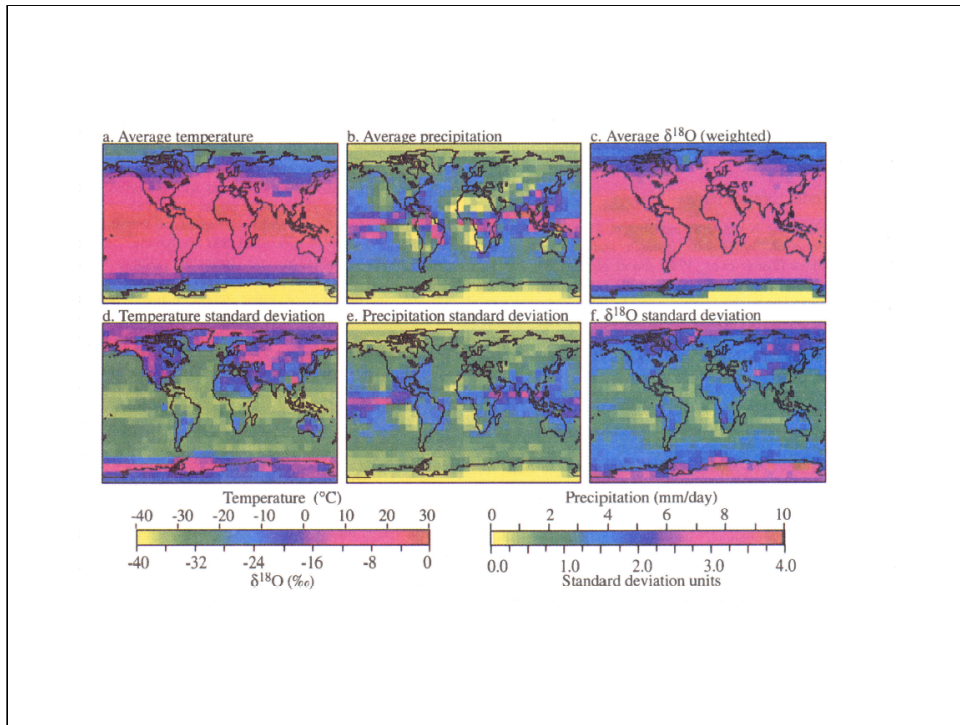 a. Average temperature
b. Average precipitation
c. Average δ¹⁸O (weighted)
d. Temperature standard deviation
e. Precipitation standard deviation
f. δ¹⁸O standard deviation
Temperature (°C)
-40 -30 -20 -10 0 10 20 30
-40 -32 -24 -16 -8 0
δ¹⁸O (‰)
Precipitation (mm/day)
0 2 4 6 8 10
0.0 1.0 2.0 3.0 4.0
Standard deviation units